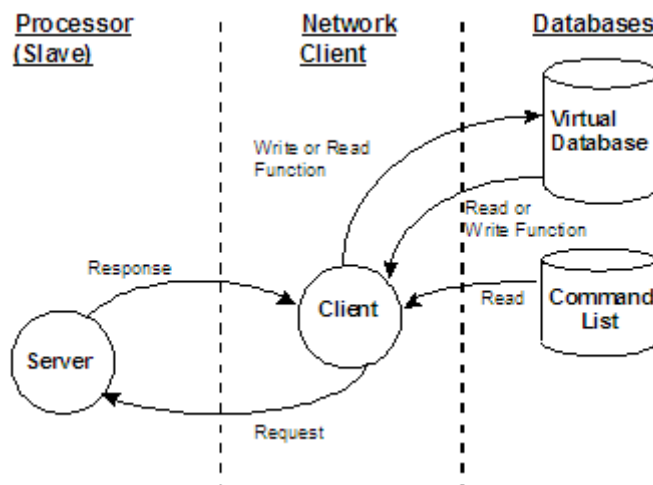 Processor
(Slave)
Network
Client
Databases
Virtual
Database
Write or Read
Function
Read or
Write Function
Response
Client
Read
Command
List
Server
Request